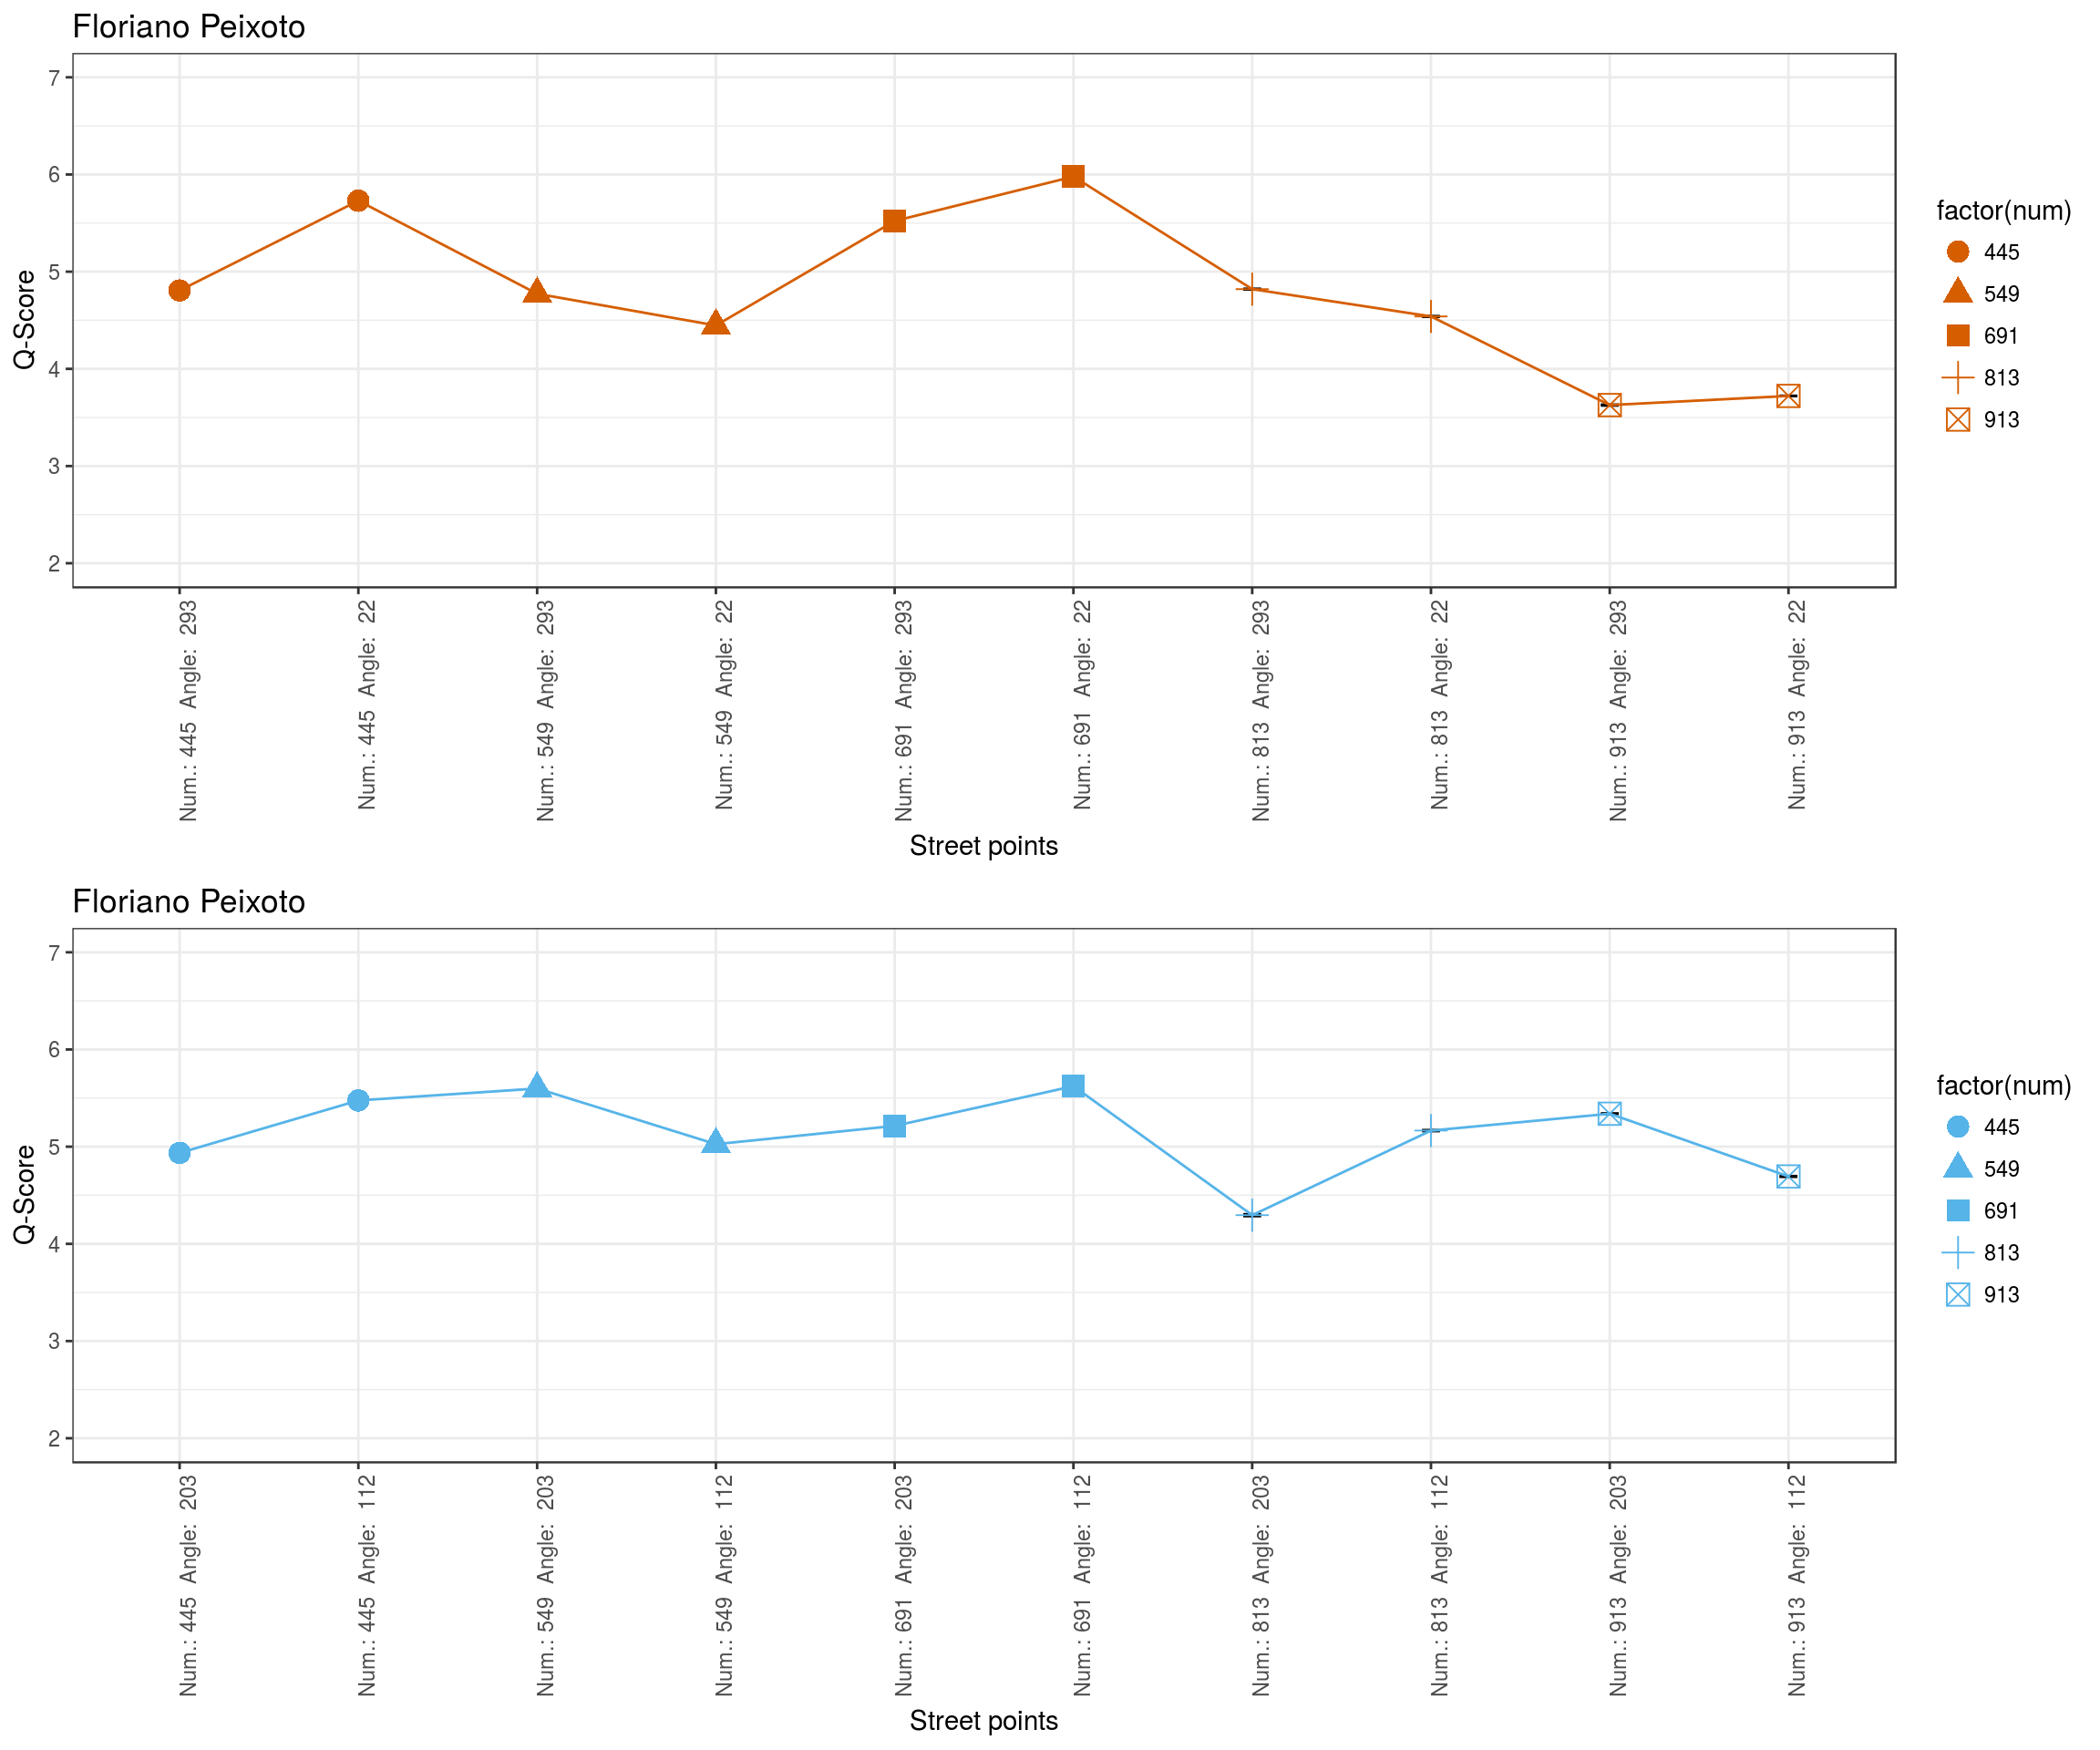 Floriano Peixoto
7
6
5
4
3
2
Q-Score
Num.: 445 Angle: 293
Num.: 445 Angle: 22
Num.: 549 Angle: 293
Num.: 549 Angle: 22
Num.: 691 Angle: 293
Num.: 691 Angle: 22
Num.: 813 Angle: 293
Num.: 813 Angle: 22
Num.: 913 Angle: 293
Num.: 913 Angle: 22
Street points
factor(num)
445
549
691
813
913
Floriano Peixoto
7
6
5
4
3
2
Q-Score
Num.: 445 Angle: 203
Num.: 445 Angle: 112
Num.: 549 Angle: 203
Num.: 549 Angle: 112
Num.: 691 Angle: 203
Num.: 691 Angle: 112
Num.: 813 Angle: 203
Num.: 813 Angle: 112
Num.: 913 Angle: 203
Num.: 913 Angle: 112
Street points
factor(num)
445
549
691
813
913